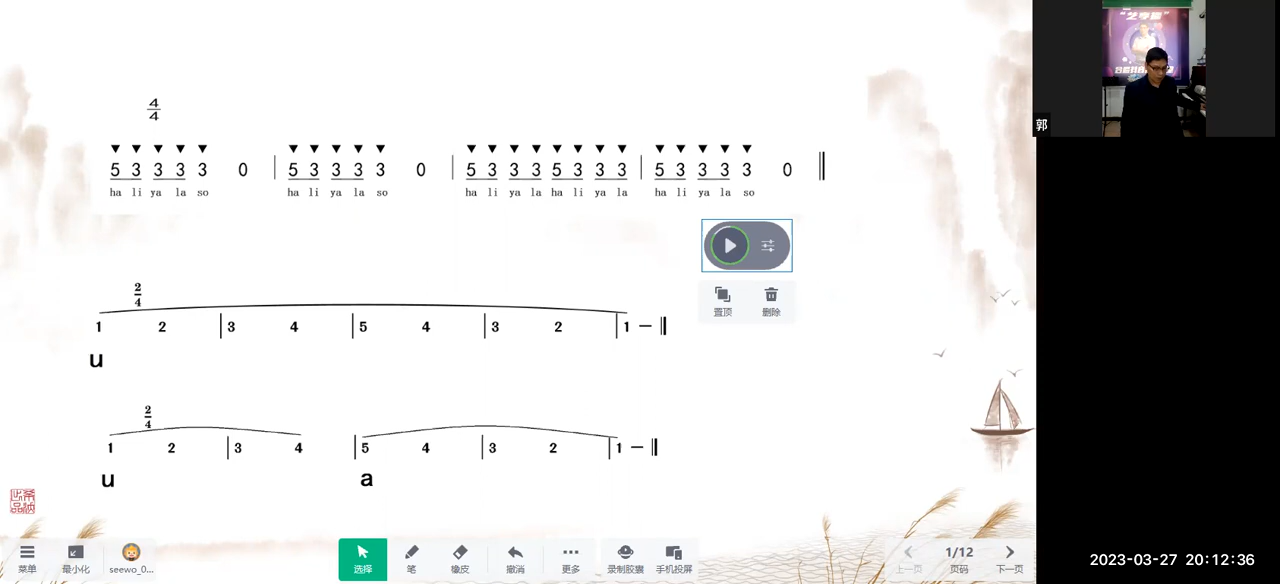 4
4
▼ ▼ ▼ ▼ ▼ ▼ ▼ ▼ ▼ ▼ ▼ ▼ ▼ ▼ ▼ ▼ ▼ ▼ ▼ ▼ ▼ ▼ ▼
5 3 3 3 3 0 | 5 3 3 3 3 0 | 5 3 3 3 5 3 3 3 | 5 3 3 3 3 0 ‖
ha li ya la so ha li ya la so ha li ya la ha li ya la ha li ya la so
置顶 删除
2
4
1 2 | 3 4 | 5 4 | 3 2 | 1 — ‖
u
2
4
1 2 | 3 4 | 5 4 | 3 2 | 1 — ‖
u a
菜单 最小化 seewo_0... 选择 笔 橡皮 撤消 更多 录制胶囊 手机投屏 上一页 1/12 页码 下一页
郭
2023-03-27 20:12:36